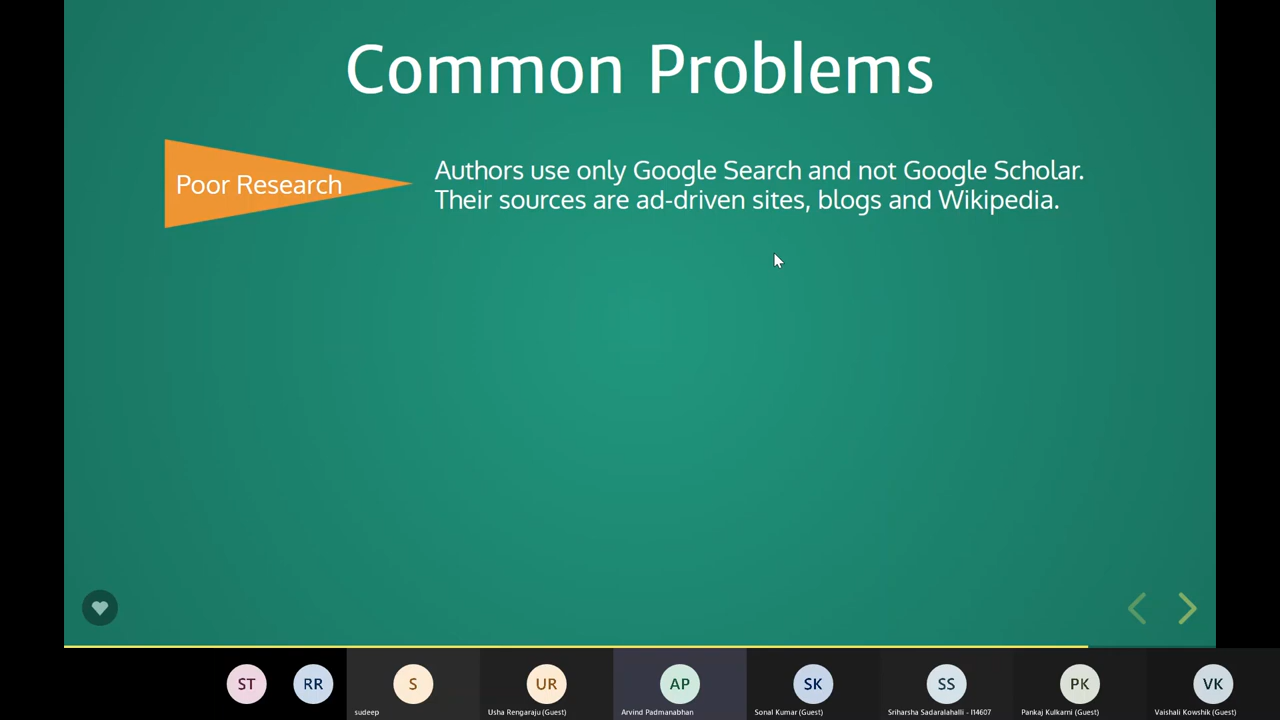 Common Problems
Poor Research
Authors use only Google Search and not Google Scholar.
Their sources are ad-driven sites, blogs and Wikipedia.
ST
RR
S
UR
AP
SK
SS
PK
VK
sudeep
Usha Rengaraju (Guest)
Arvind Padmanabhan
Sonal Kumar (Guest)
Sriharsha Sadaralahalli - I14607
Pankaj Kulkarni (Guest)
Vaishali Kowshik (Guest)